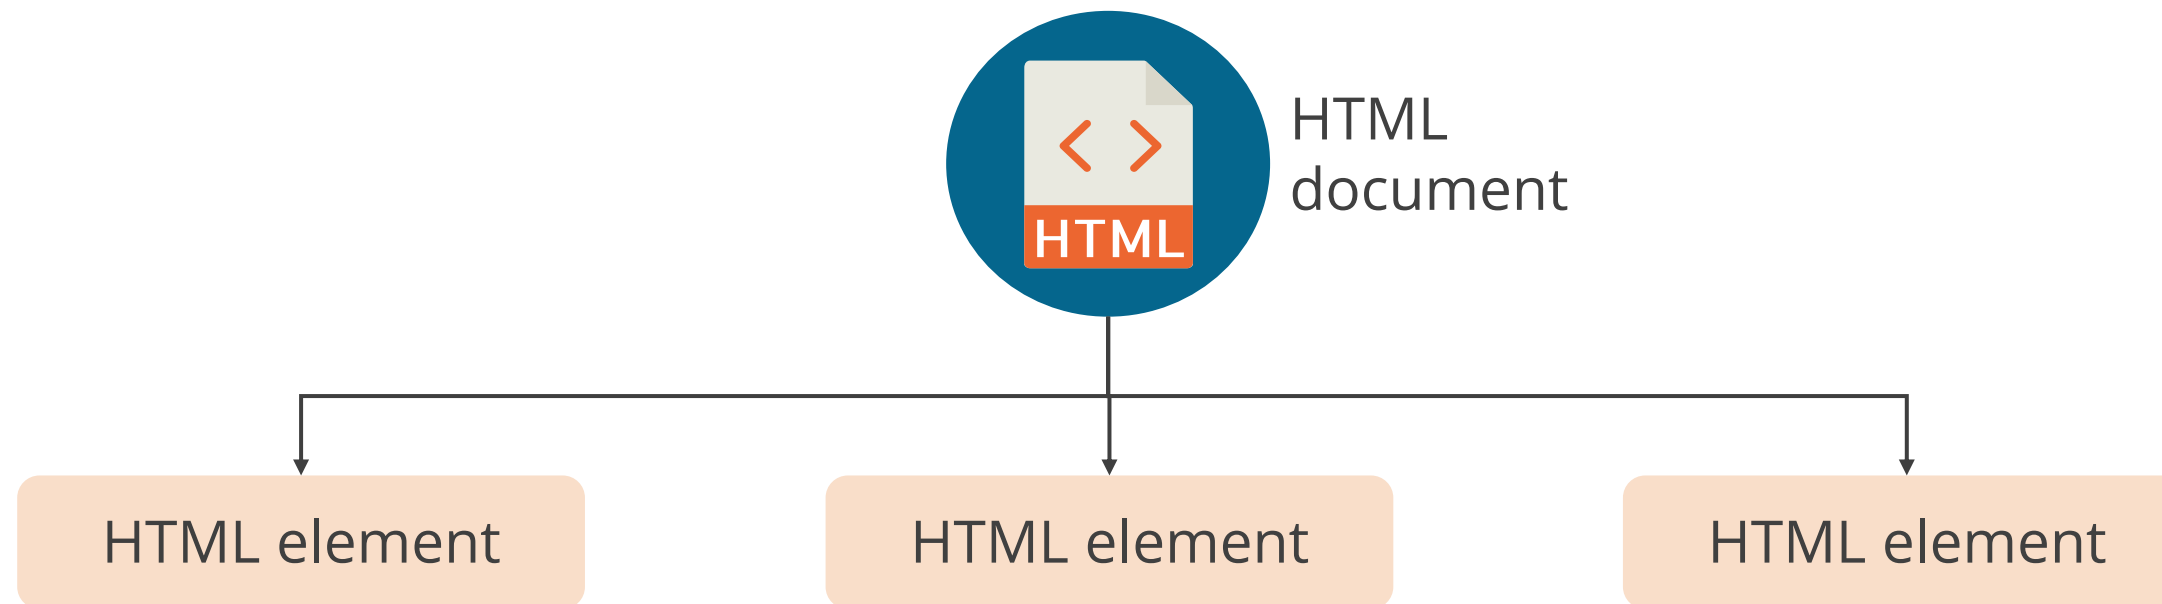 < >
HTML
HTML
document
HTML element
HTML element
HTML element